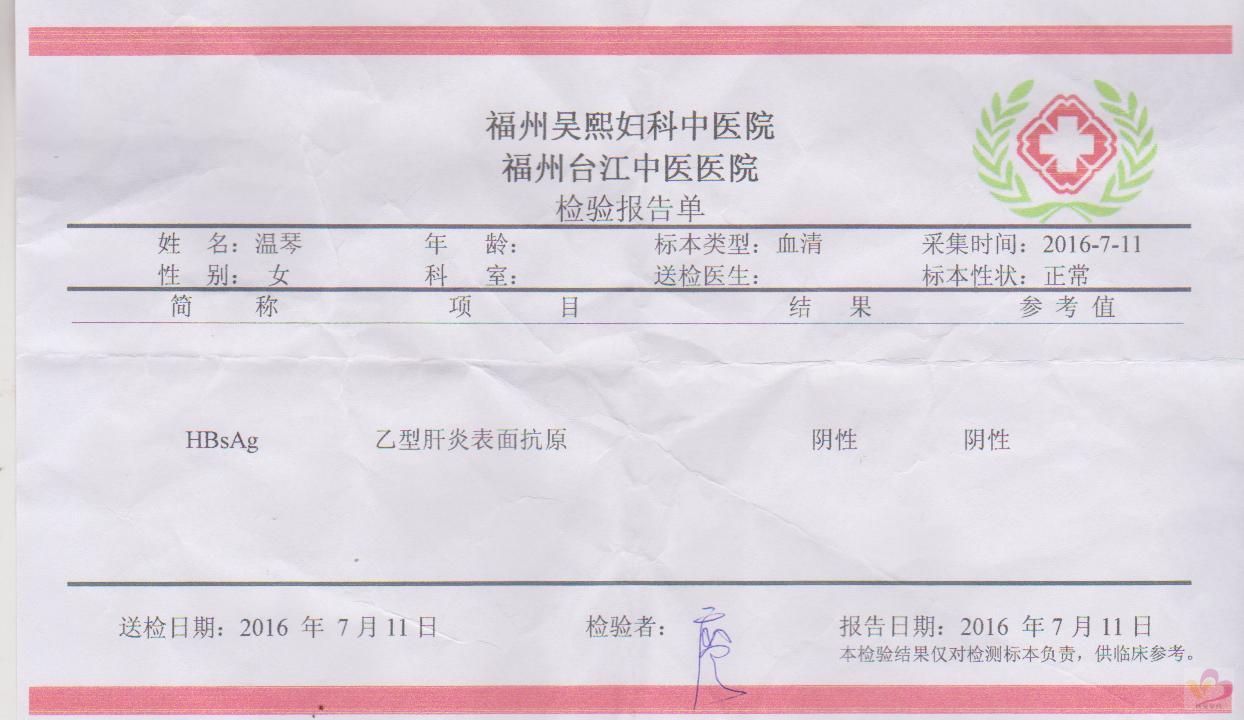 福州吴熙妇科中医院
福州台江中医医院
检验报告单
姓 名：温琴 年 龄： 标本类型：血清 采集时间：2016-7-11
性 别： 女 科 室： 送检医生： 标本性状：正常
简 称 项 目 结 果 参 考 值
HBsAg 乙型肝炎表面抗原 阴性 阴性
送检日期：2016 年 7 月 11 日 检验者： 报告日期：2016 年 7 月 11 日
本检验结果仅对检测标本负责，供临床参考。